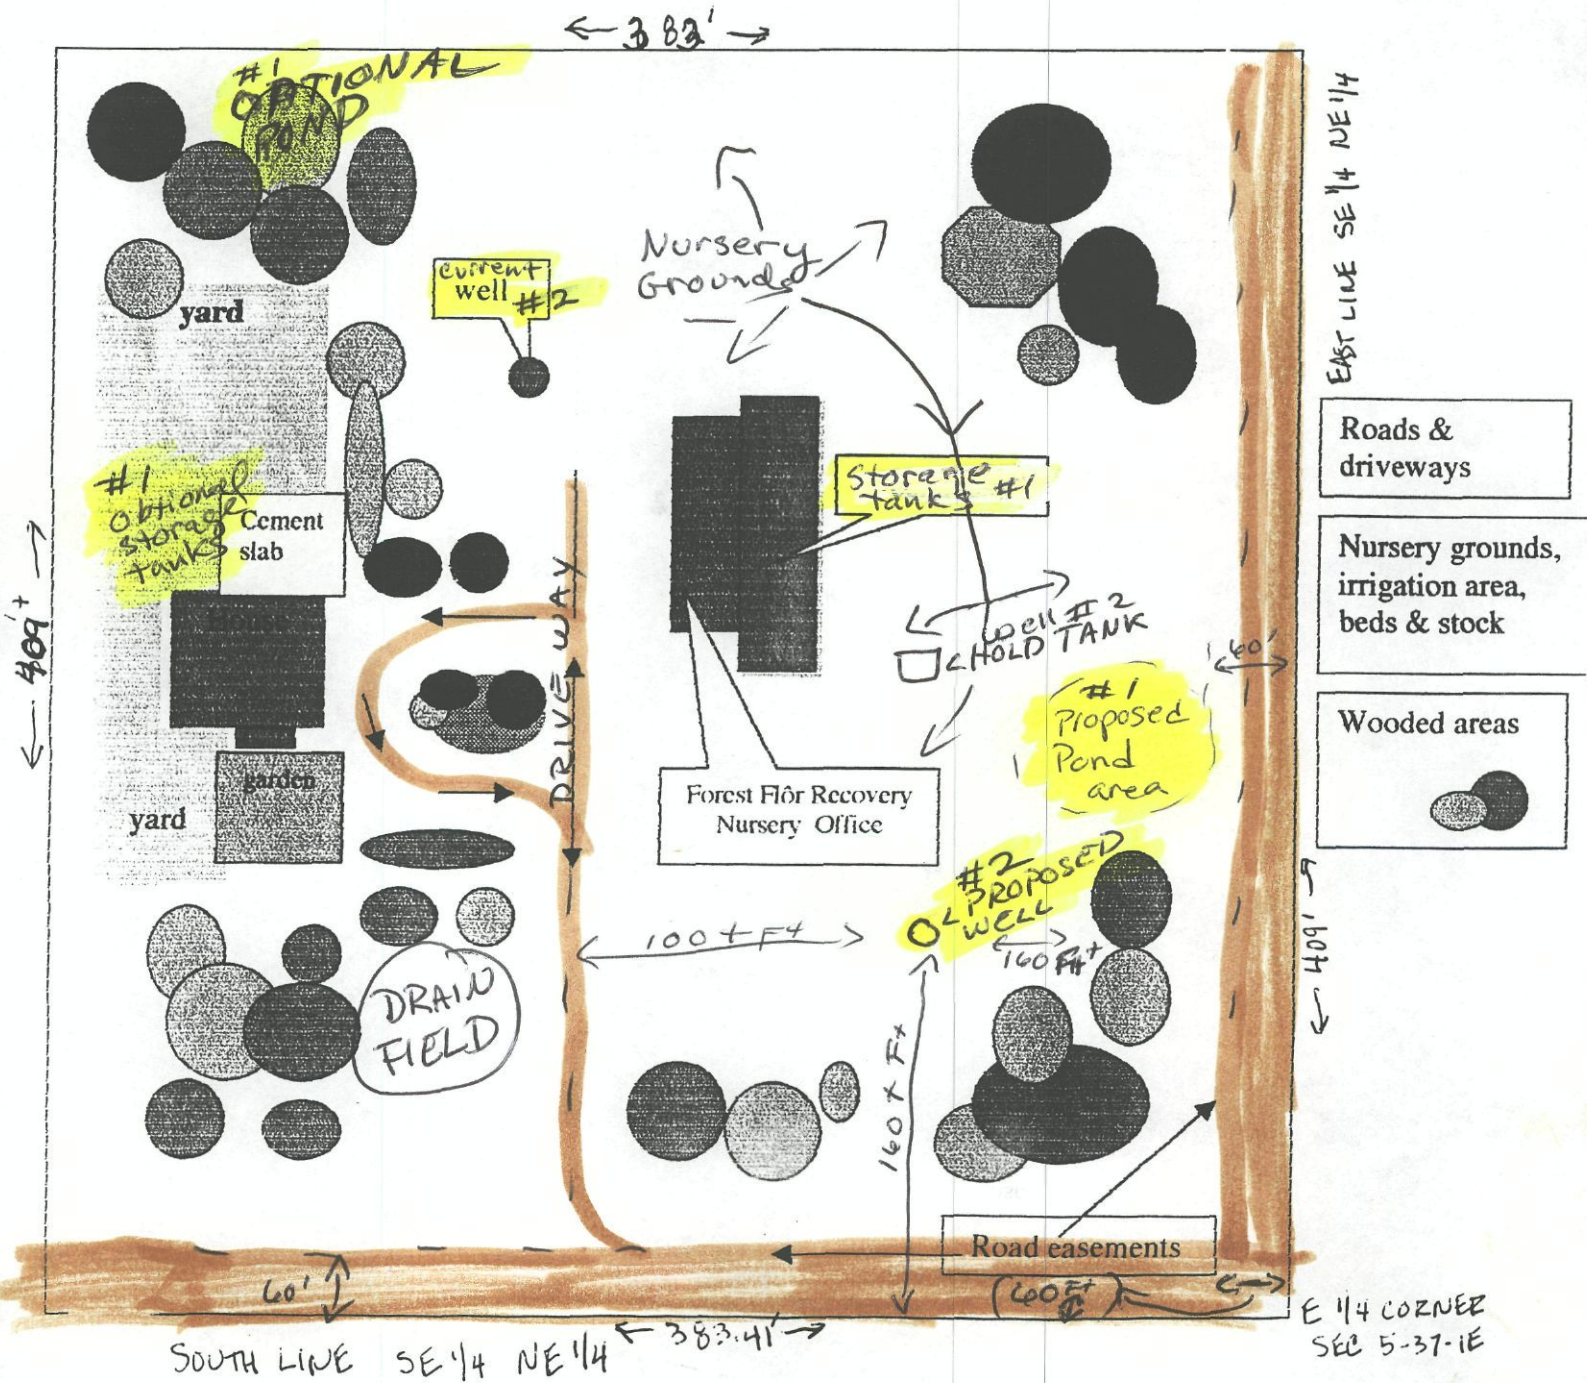 ← 383' →
#1
OBTIONAL
POND
EAST LINE SE 1/4 NE 1/4
Nursery
Grounds
current
well #2
yard
Roads &
driveways
#1
Obtional
Storage
tanks
Cement
slab
Storage
tanks #1
Nursery grounds,
irrigation area,
beds & stock
← 409'+ →
House
DRIVE WAY
well #2
HOLD TANK
60'
#1
Proposed
Pond
area
Wooded areas
garden
yard
Forest Flôr Recovery
Nursery Office
#2
PROPOSED
WELL
100 + Ft
160 Ft+
← 409' →
DRAIN
FIELD
160 + Ft
Road easements
(60 Ft)
60'
← 383.41' →
E 1/4 CORNER
SEC 5-37-1E
SOUTH LINE SE 1/4 NE 1/4